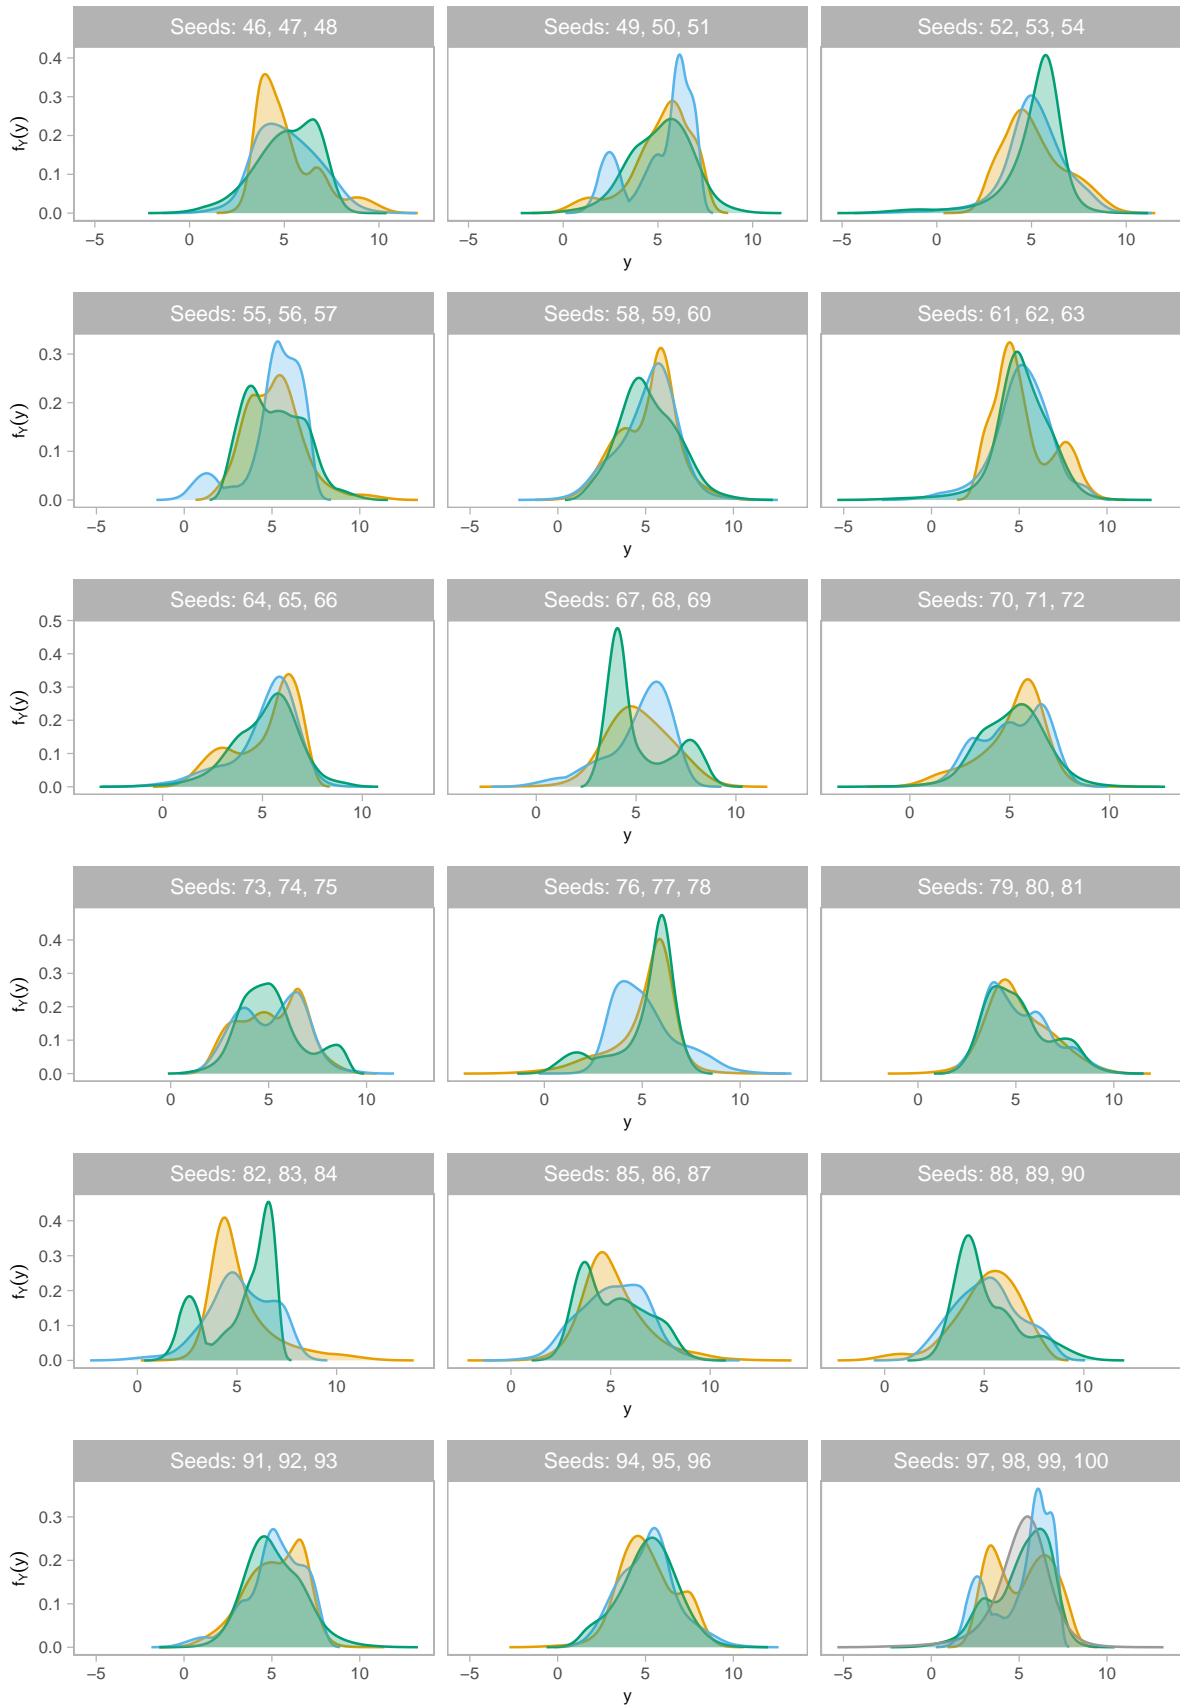 Seeds: 46, 47, 48
Seeds: 49, 50, 51
Seeds: 52, 53, 54
fY(y)
0.4
0.3
0.2
0.1
0.0
−5 0 5 10
0 5 10
−5 0 5 10
y
Seeds: 55, 56, 57
Seeds: 58, 59, 60
Seeds: 61, 62, 63
fY(y)
0.3
0.2
0.1
0.0
−5 0 5 10
−5 0 5 10
−5 0 5 10
y
Seeds: 64, 65, 66
Seeds: 67, 68, 69
Seeds: 70, 71, 72
fY(y)
0.5
0.4
0.3
0.2
0.1
0.0
0 5 10
0 5 10
0 5 10
y
Seeds: 73, 74, 75
Seeds: 76, 77, 78
Seeds: 79, 80, 81
fY(y)
0.4
0.3
0.2
0.1
0.0
0 5 10
0 5 10
0 5 10
y
Seeds: 82, 83, 84
Seeds: 85, 86, 87
Seeds: 88, 89, 90
fY(y)
0.4
0.3
0.2
0.1
0.0
0 5 10
0 5 10
0 5 10
y
Seeds: 91, 92, 93
Seeds: 94, 95, 96
Seeds: 97, 98, 99, 100
fY(y)
0.3
0.2
0.1
0.0
−5 0 5 10
−5 0 5 10
−5 0 5 10
y